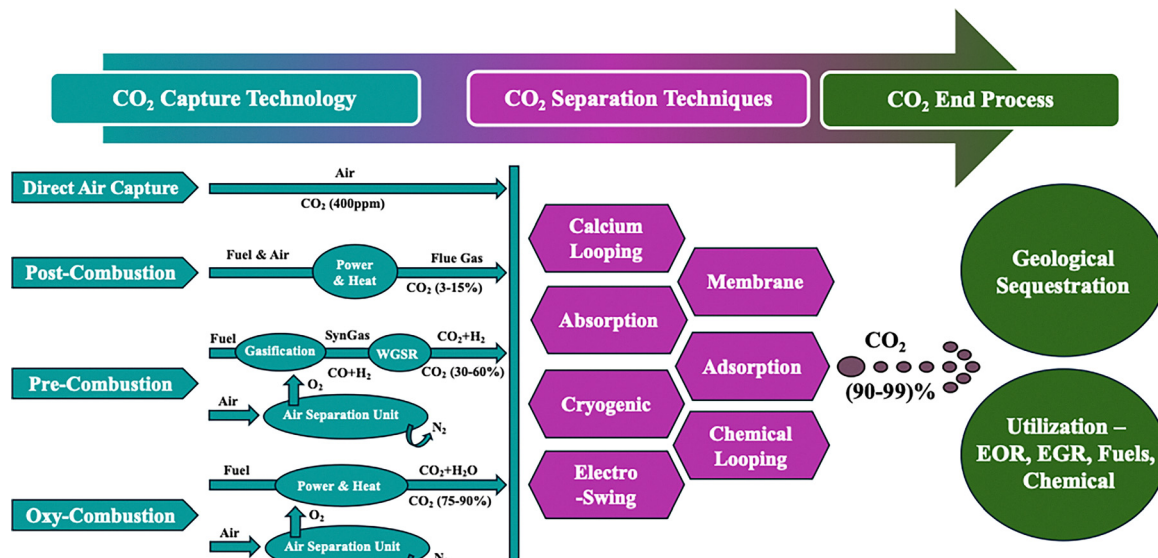 CO₂ Capture Technology
CO₂ Separation Techniques
CO₂ End Process
Direct Air Capture
Air
CO₂ (400ppm)
Post-Combustion
Fuel & Air
Power
& Heat
Flue Gas
CO₂ (3-15%)
Pre-Combustion
Fuel
Gasification
SynGas
CO+H₂
WGSR
CO₂+H₂
CO₂ (30-60%)
O₂
Air
Air Separation Unit
N₂
Oxy-Combustion
Fuel
Power & Heat
CO₂+H₂O
CO₂ (75-90%)
O₂
Air
Air Separation Unit
Calcium
Looping
Membrane
Absorption
Adsorption
Cryogenic
Chemical
Looping
Electro
-Swing
CO₂
(90-99)%
Geological
Sequestration
Utilization –
EOR, EGR, Fuels,
Chemical